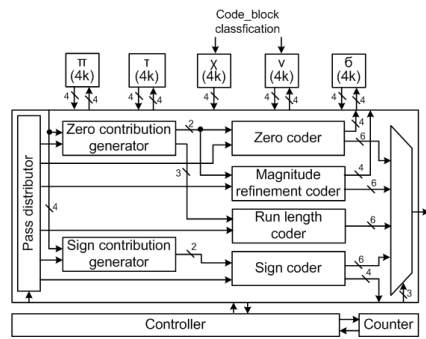 Code_block
classfication
π
(4k)
τ
(4k)
χ
(4k)
ν
(4k)
б
(4k)
4
4
4
4
4
4
4
4
4
Zero contribution
generator
2
Zero coder
4
6
Magnitude
refinement coder
4
6
3
Run length
coder
6
Pass distributor
4
Sign contribution
generator
2
Sign coder
6
4
3
Controller
Counter